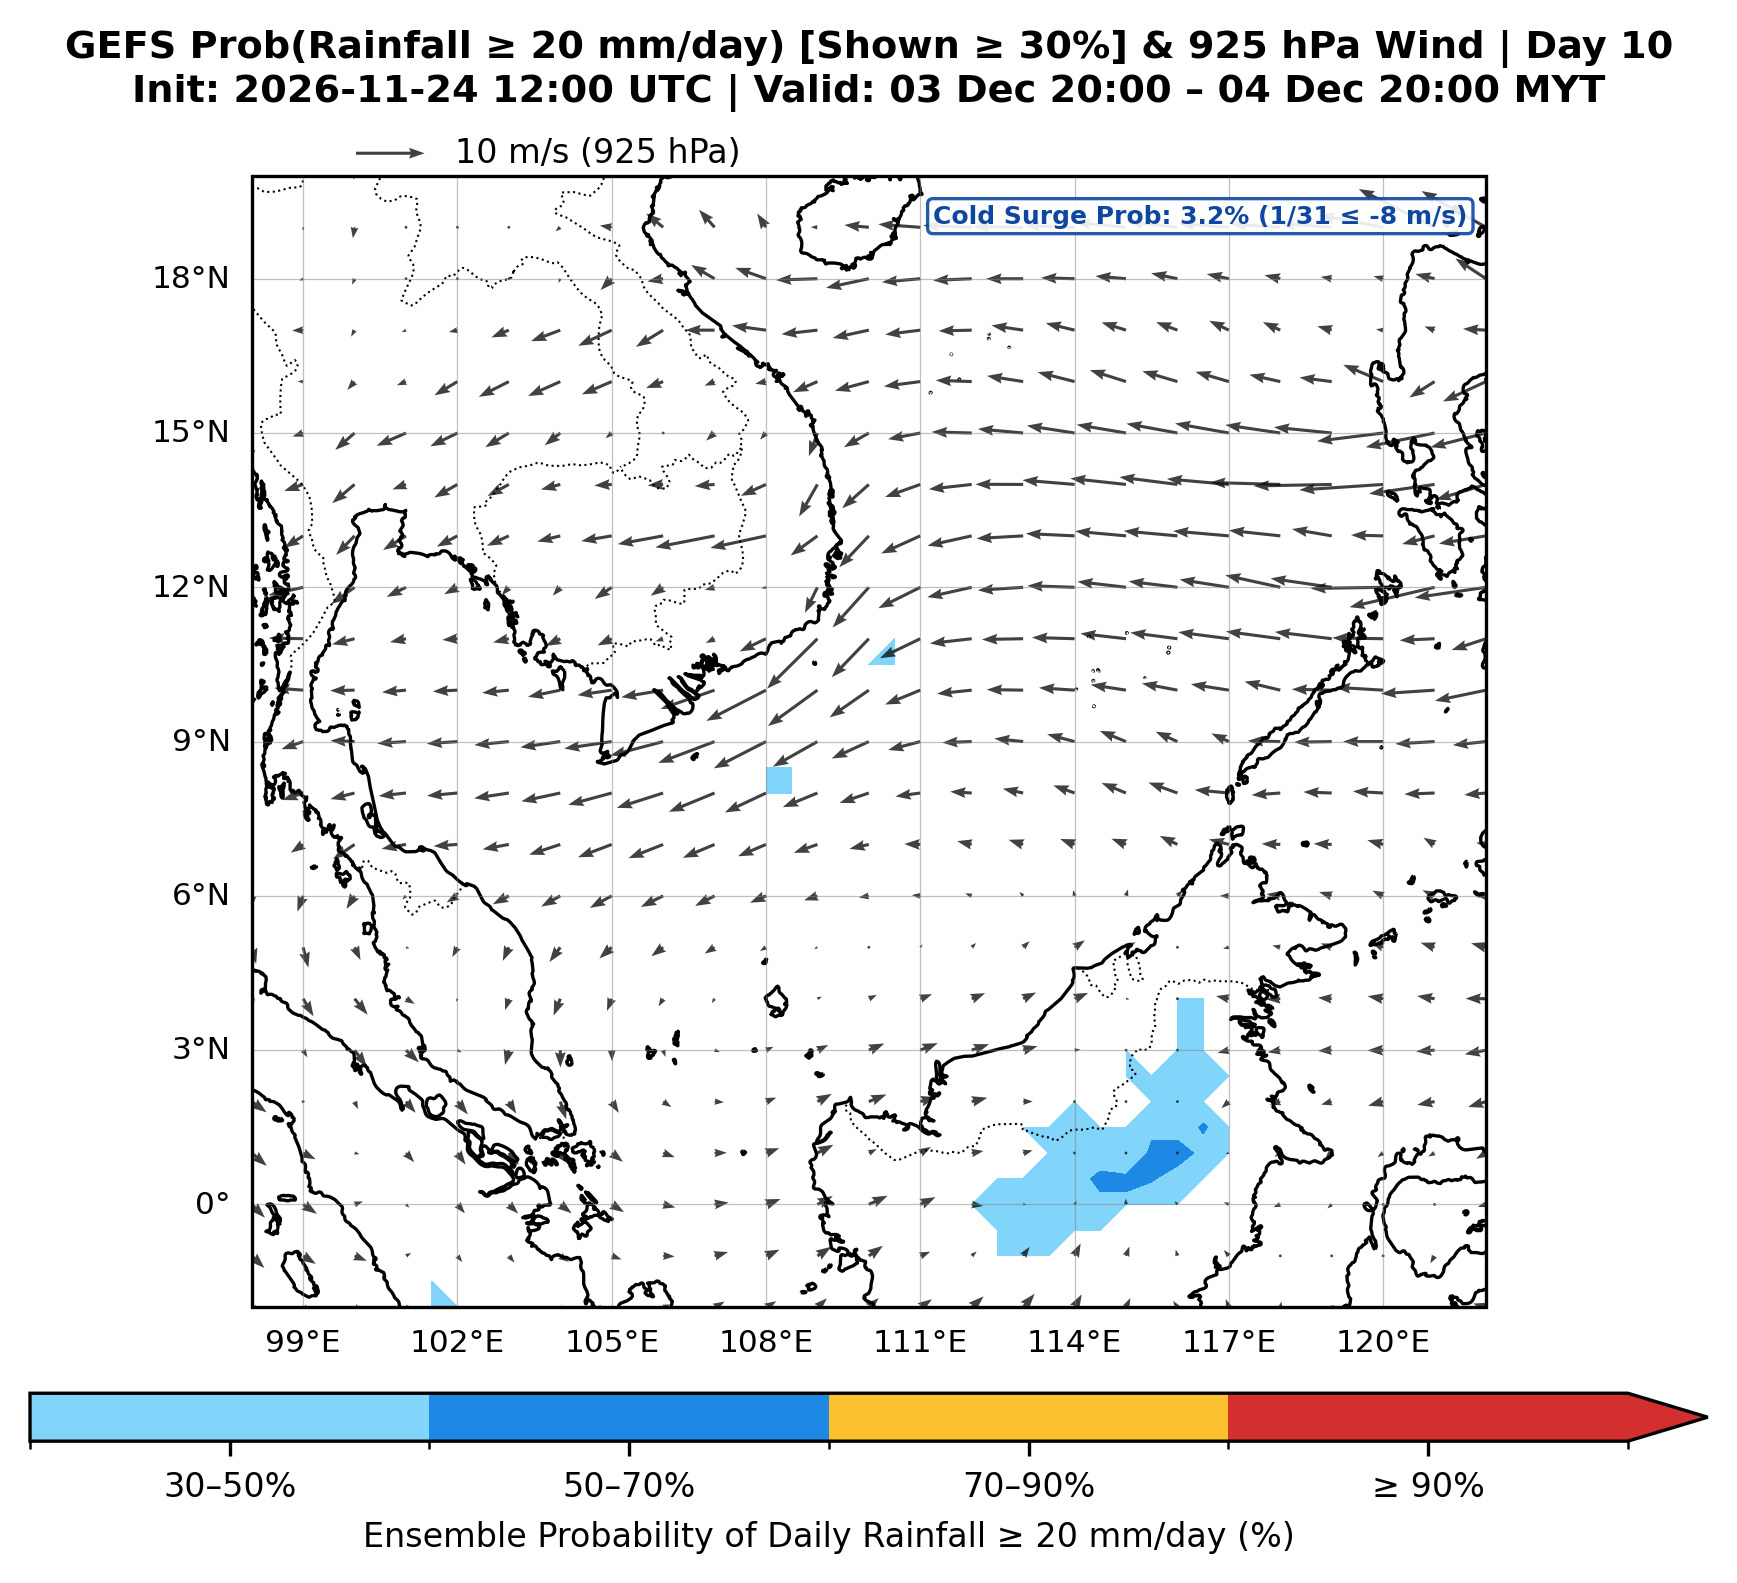 GEFS Prob(Rainfall ≥ 20 mm/day) [Shown ≥ 30%] & 925 hPa Wind | Day 10
Init: 2026-11-24 12:00 UTC | Valid: 03 Dec 20:00 – 04 Dec 20:00 MYT
10 m/s (925 hPa)
Cold Surge Prob: 3.2% (1/31 ≤ -8 m/s)
18°N
15°N
12°N
9°N
6°N
3°N
0°
99°E 102°E 105°E 108°E 111°E 114°E 117°E 120°E
30–50% 50–70% 70–90% ≥ 90%
Ensemble Probability of Daily Rainfall ≥ 20 mm/day (%)